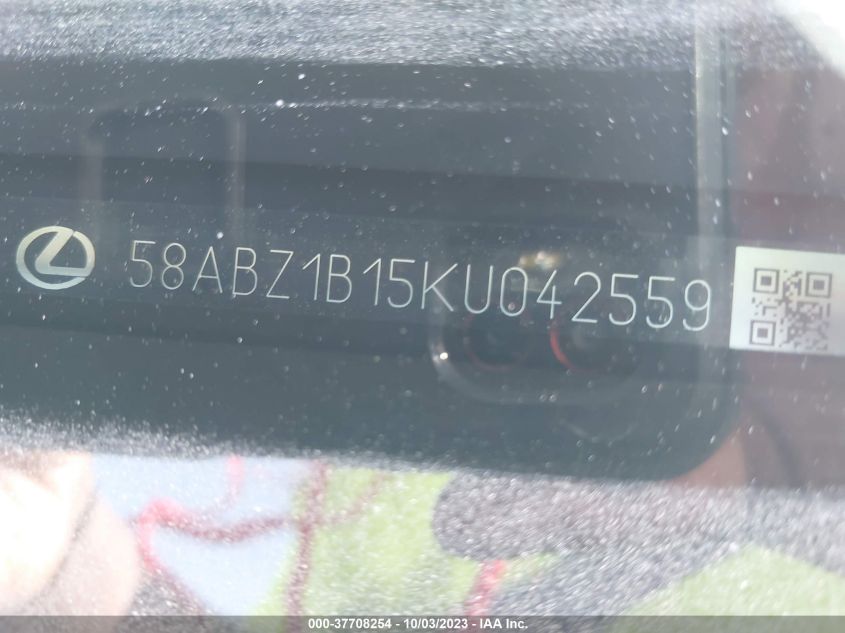 58ABZ1B15KU042559
000-37708254 - 10/03/2023 - IAA Inc.